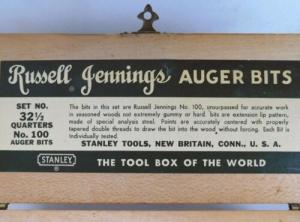 Russell Jennings AUGER BITS
SET NO.
32½
QUARTERS
No. 100
AUGER BITS
The bits in this set are Russell Jennings No. 100, unsurpassed for accurate work
in seasoned woods not extremely gummy or hard. bits are extension lip pattern,
made of special analysis steel. Points are accurately centered with properly
tapered double threads to draw the bit into the wood without forcing. Each Bit is
individually tested.
STANLEY TOOLS, NEW BRITAIN, CONN., U. S. A.
STANLEY
THE TOOL BOX OF THE WORLD